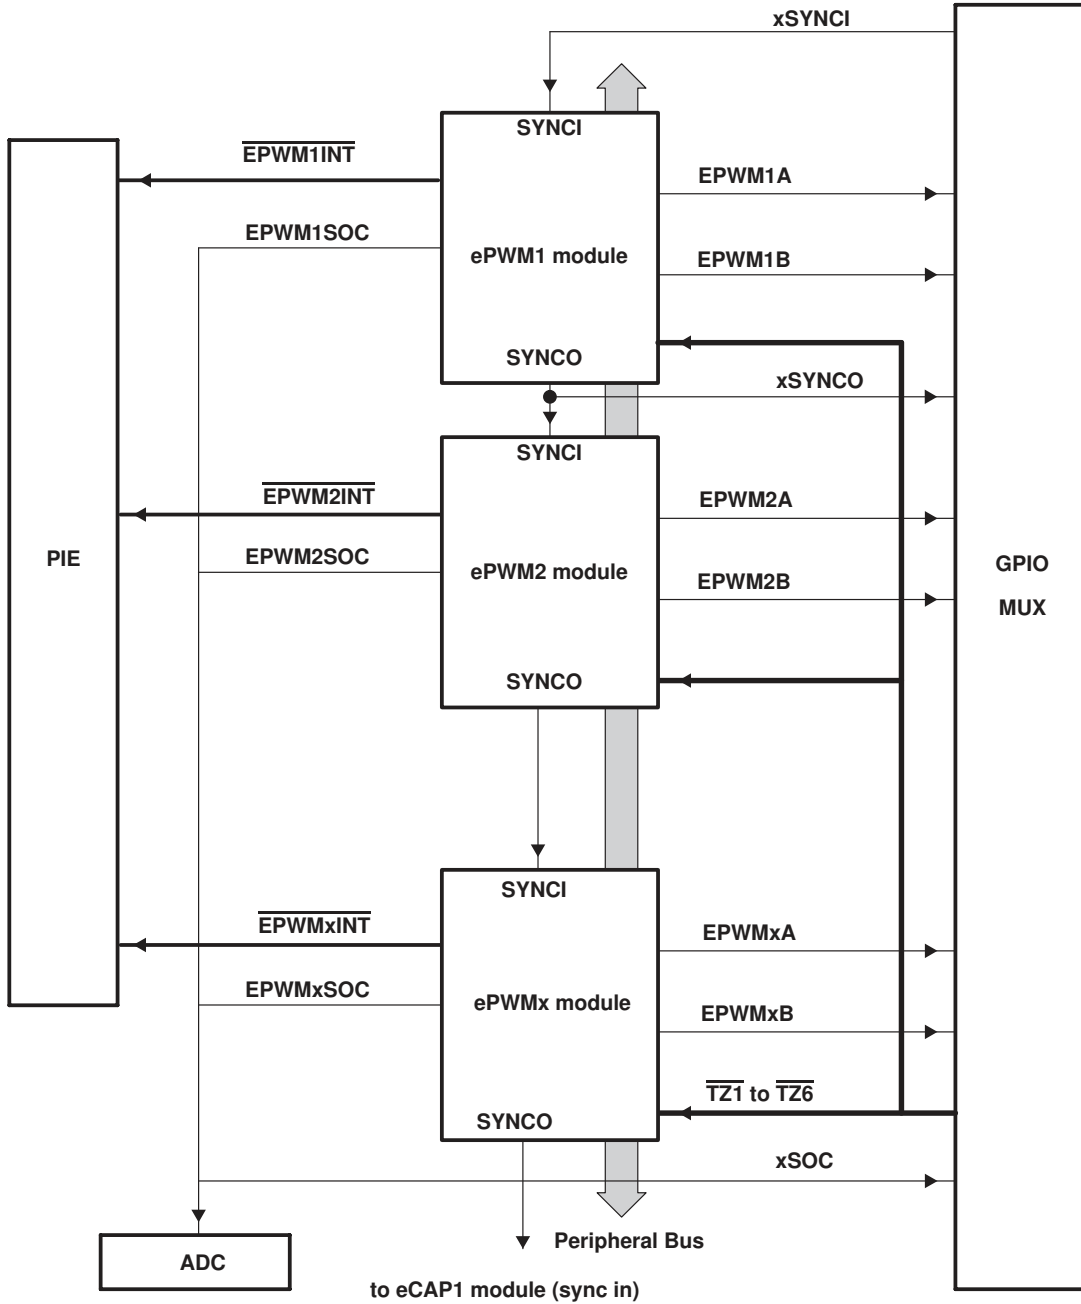 xSYNCI
SYNCI
EPWM1INT
EPWM1A
EPWM1SOC
ePWM1 module
EPWM1B
SYNCO
xSYNCO
SYNCI
EPWM2INT
EPWM2A
PIE
EPWM2SOC
ePWM2 module
EPWM2B
GPIO
MUX
SYNCO
SYNCI
EPWMxINT
EPWMxA
EPWMxSOC
ePWMx module
EPWMxB
TZ1 to TZ6
SYNCO
xSOC
Peripheral Bus
ADC
to eCAP1 module (sync in)